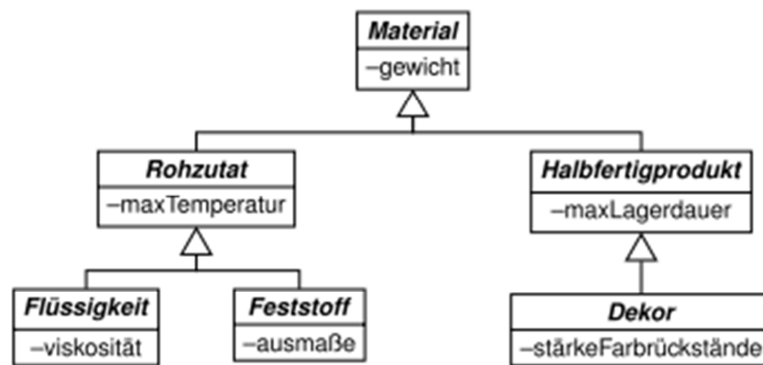 Material
–gewicht
Rohzutat
–maxTemperatur
Halbfertigprodukt
–maxLagerdauer
Flüssigkeit
–viskosität
Feststoff
–ausmaße
Dekor
–stärkeFarbrückstände